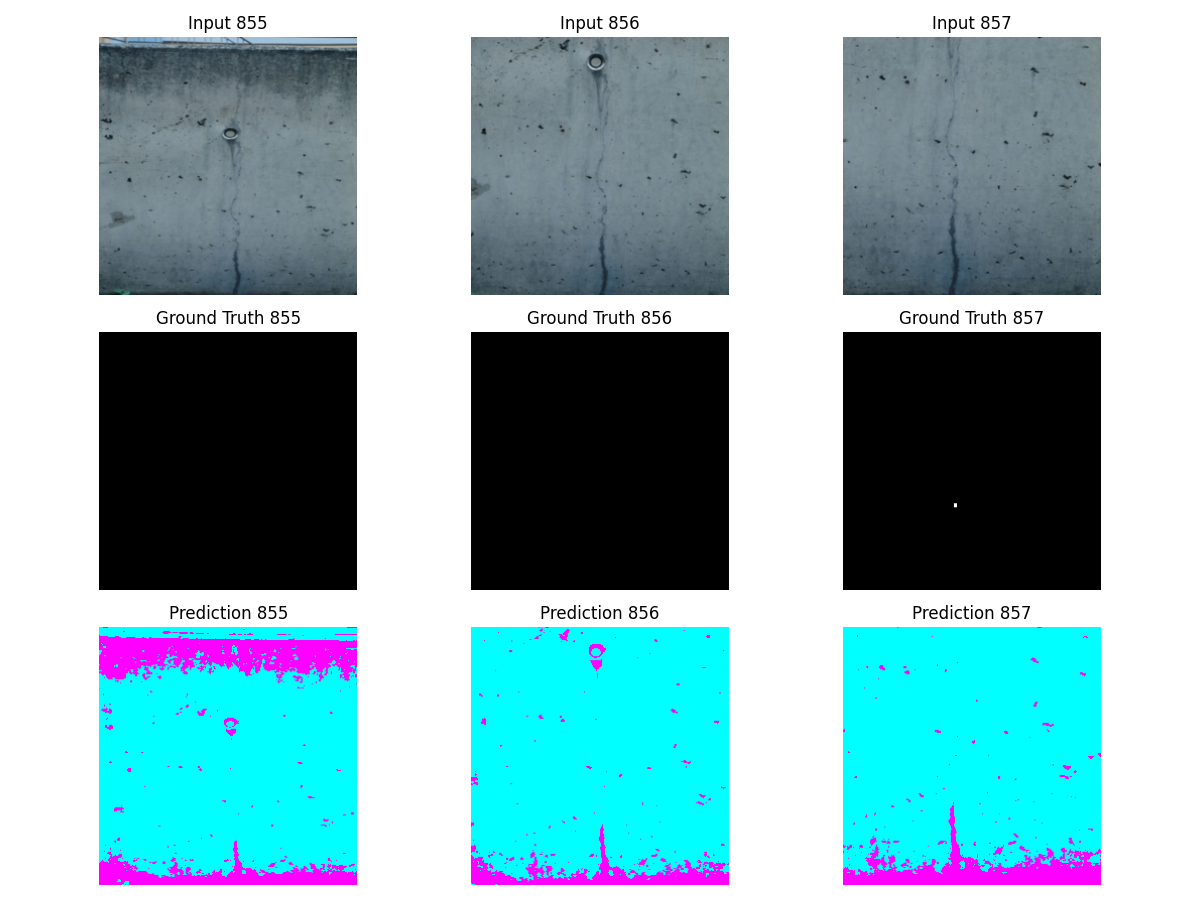 Input 855
Input 856
Input 857
Ground Truth 855
Ground Truth 856
Ground Truth 857
Prediction 855
Prediction 856
Prediction 857